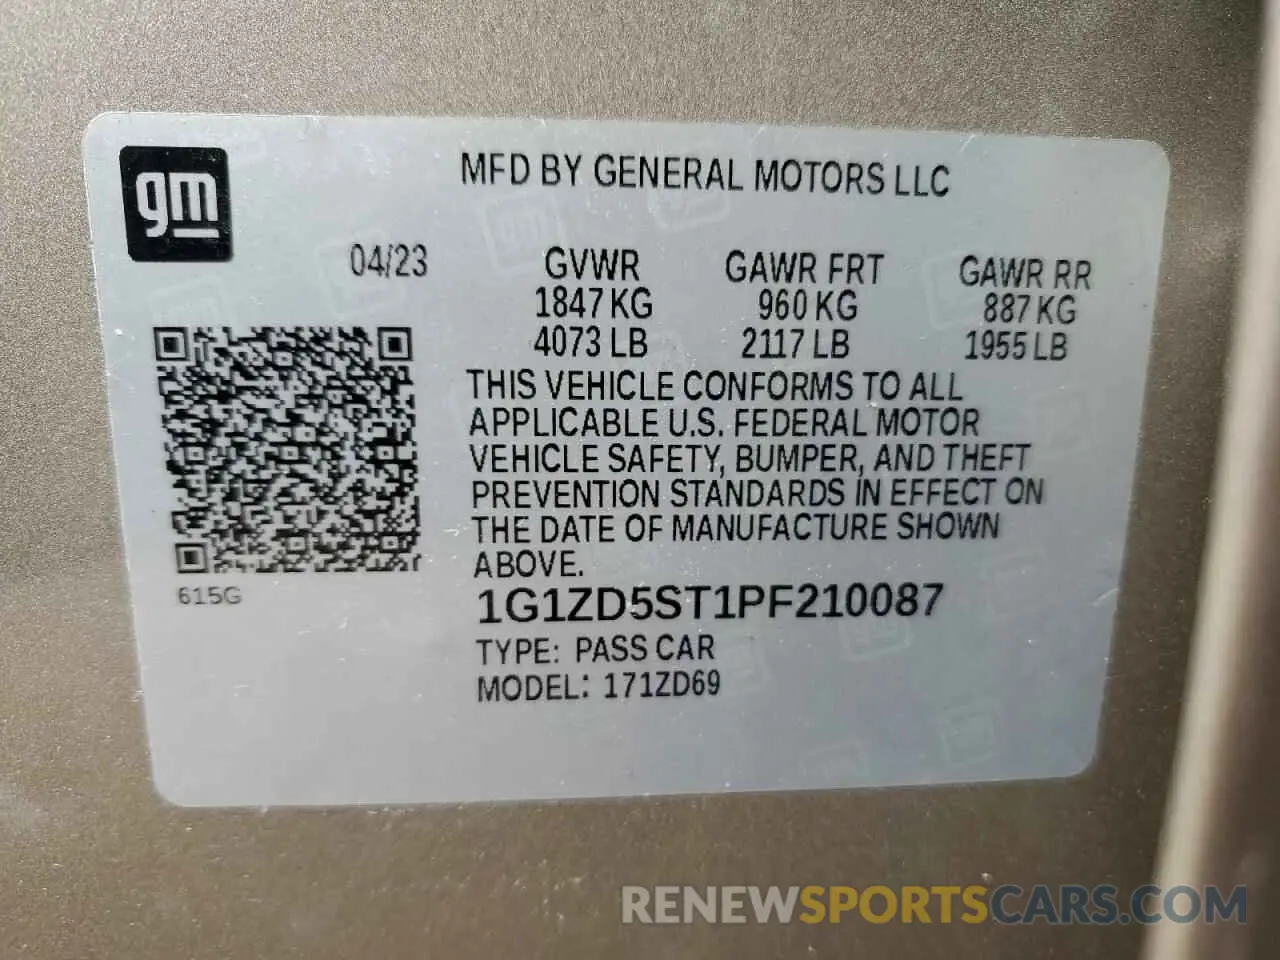 gm
MFD BY GENERAL MOTORS LLC
04/23
GVWR
1847 KG
4073 LB
GAWR FRT
960 KG
2117 LB
GAWR RR
887 KG
1955 LB
THIS VEHICLE CONFORMS TO ALL
APPLICABLE U.S. FEDERAL MOTOR
VEHICLE SAFETY, BUMPER, AND THEFT
PREVENTION STANDARDS IN EFFECT ON
THE DATE OF MANUFACTURE SHOWN
ABOVE.
615G
1G1ZD5ST1PF210087
TYPE: PASS CAR
MODEL: 171ZD69
RENEWSPORTSCARS.COM